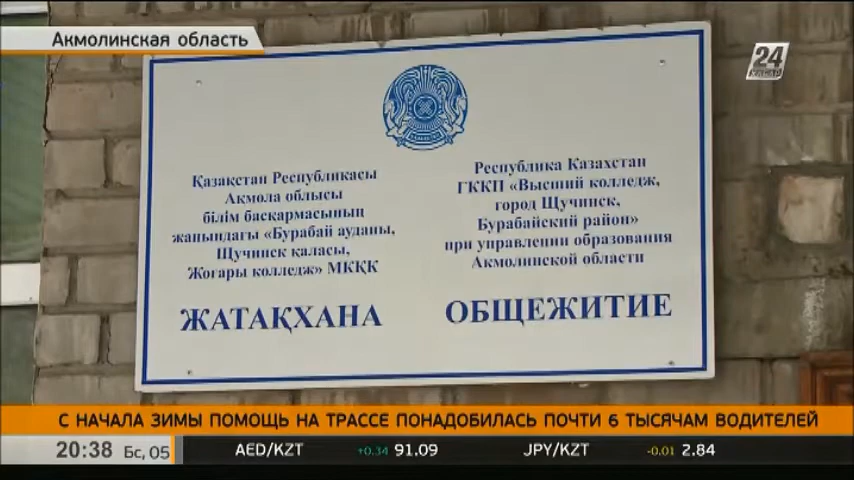 Акмолинская область
24
KHABAR
Қазақстан Республикасы
Ақмола облысы
білім басқармасының
жанындағы «Бурабай ауданы,
Щучинск қаласы,
Жоғары колледж» МКҚК
ЖАТАҚХАНА
Республика Казахстан
ГККП «Высший колледж,
город Щучинск,
Бурабайский район»
при управлении образования
Акмолинской области
ОБЩЕЖИТИЕ
С НАЧАЛА ЗИМЫ ПОМОЩЬ НА ТРАССЕ ПОНАДОБИЛАСЬ ПОЧТИ 6 ТЫСЯЧАМ ВОДИТЕЛЕЙ
20:38 Бс, 05 AED/KZT +0.34 91.09 JPY/KZT -0.01 2.84